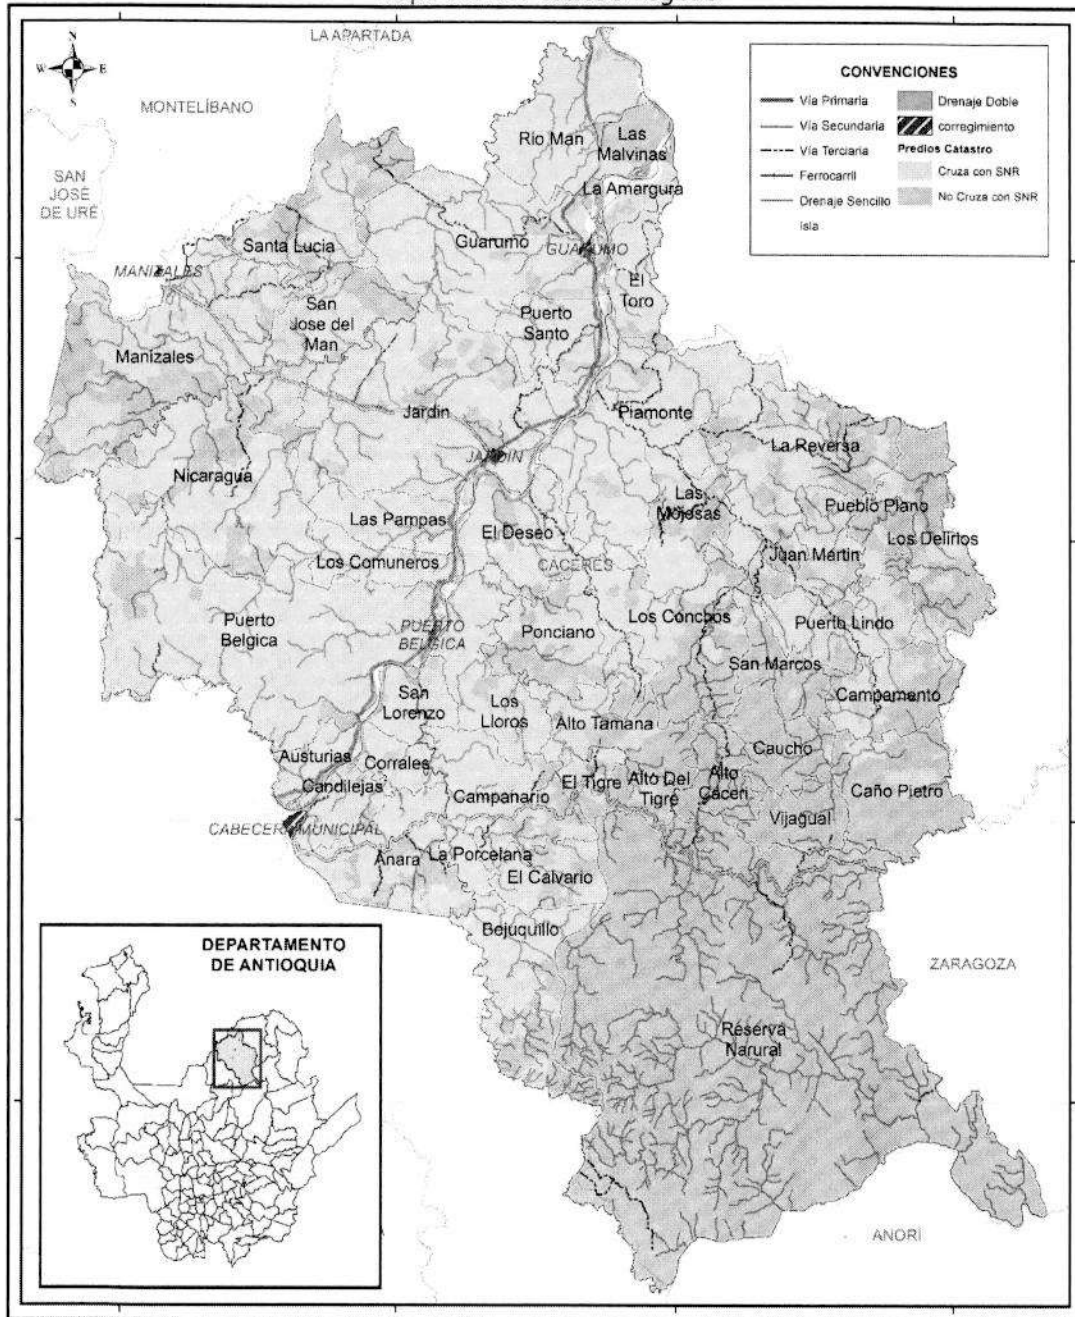 LA APARTADA
N
W E
S
MONTELÍBANO
SAN
JOSÉ
DE URÉ
CONVENCIONES
Vía Primaria
Vía Secundaria
Vía Terciaria
Ferrocarril
Drenaje Sencillo
Isla
Drenaje Doble
corregimiento
Predios Catastro
Cruza con SNR
No Cruza con SNR
Rio Man
Las
Malvinas
La Amargura
Guarumo
GUARUMO
Santa Lucia
MANIZALES
El
Toro
San
Jose del
Man
Puerto
Santo
Manizales
Jardin
Piamonte
La Reversa
JARDIN
Nicaragua
Las
Mojosas
Pueblo Plano
Las Pampas
El Deseo
Los Delirios
Los Comuneros
CACERES
Juan Mertin
Puerto
Belgica
PUERTO
BELGICA
Ponciano
Los Conchos
Puerto Lindo
San Marcos
San
Lorenzo
Los
Lloros
Campamento
Alto Tamana
Austurias
Corrales
Caucho
Candilejas
Campanario
El Tigre
Alto Del
Tigre
Alto
Caceri
Caño Pietro
CABECERA MUNICIPAL
Vijagual
Anara
La Porcelana
El Calvario
Bejuquillo
DEPARTAMENTO
DE ANTIOQUIA
ZARAGOZA
Reserva
Narural
ANORÍ